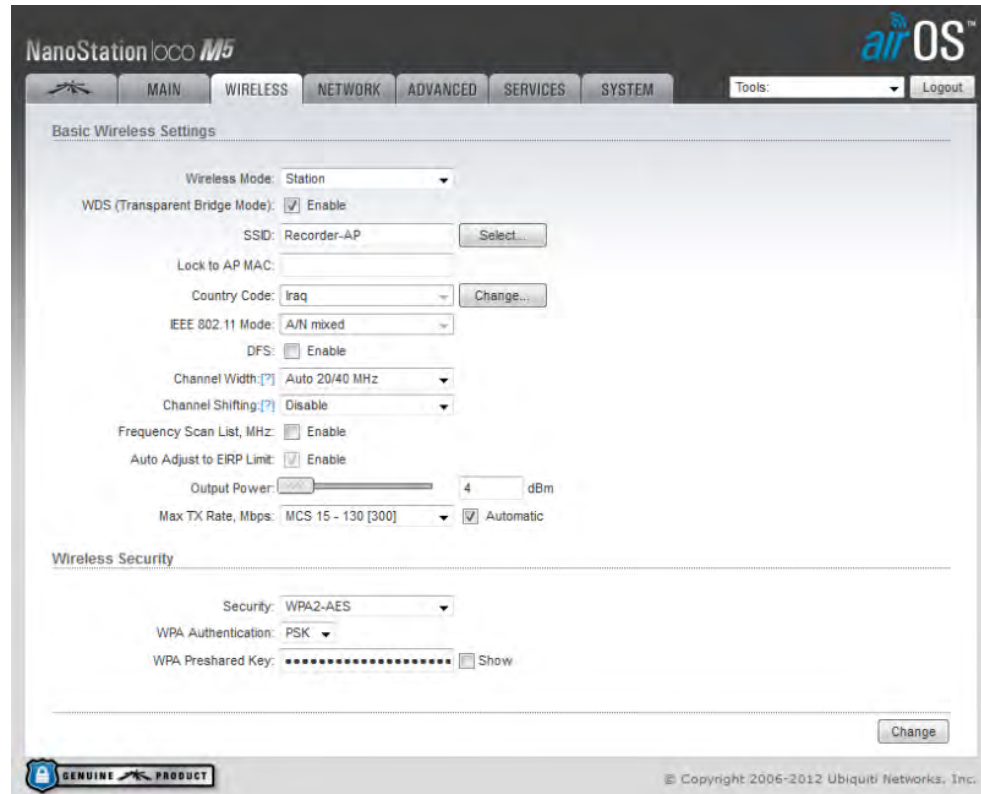 NanoStation loco M5
airOS™
MAIN WIRELESS NETWORK ADVANCED SERVICES SYSTEM Tools: Logout
Basic Wireless Settings
Wireless Mode: Station
WDS (Transparent Bridge Mode): Enable
SSID: Recorder-AP Select...
Lock to AP MAC:
Country Code: Iraq Change...
IEEE 802.11 Mode: A/N mixed
DFS: Enable
Channel Width:[?] Auto 20/40 MHz
Channel Shifting:[?] Disable
Frequency Scan List, MHz: Enable
Auto Adjust to EIRP Limit: Enable
Output Power: 4 dBm
Max TX Rate, Mbps: MCS 15 - 130 [300] Automatic
Wireless Security
Security: WPA2-AES
WPA Authentication: PSK
WPA Preshared Key: •••••••••••••••••••• Show
Change
GENUINE PRODUCT
© Copyright 2006-2012 Ubiquiti Networks, Inc.